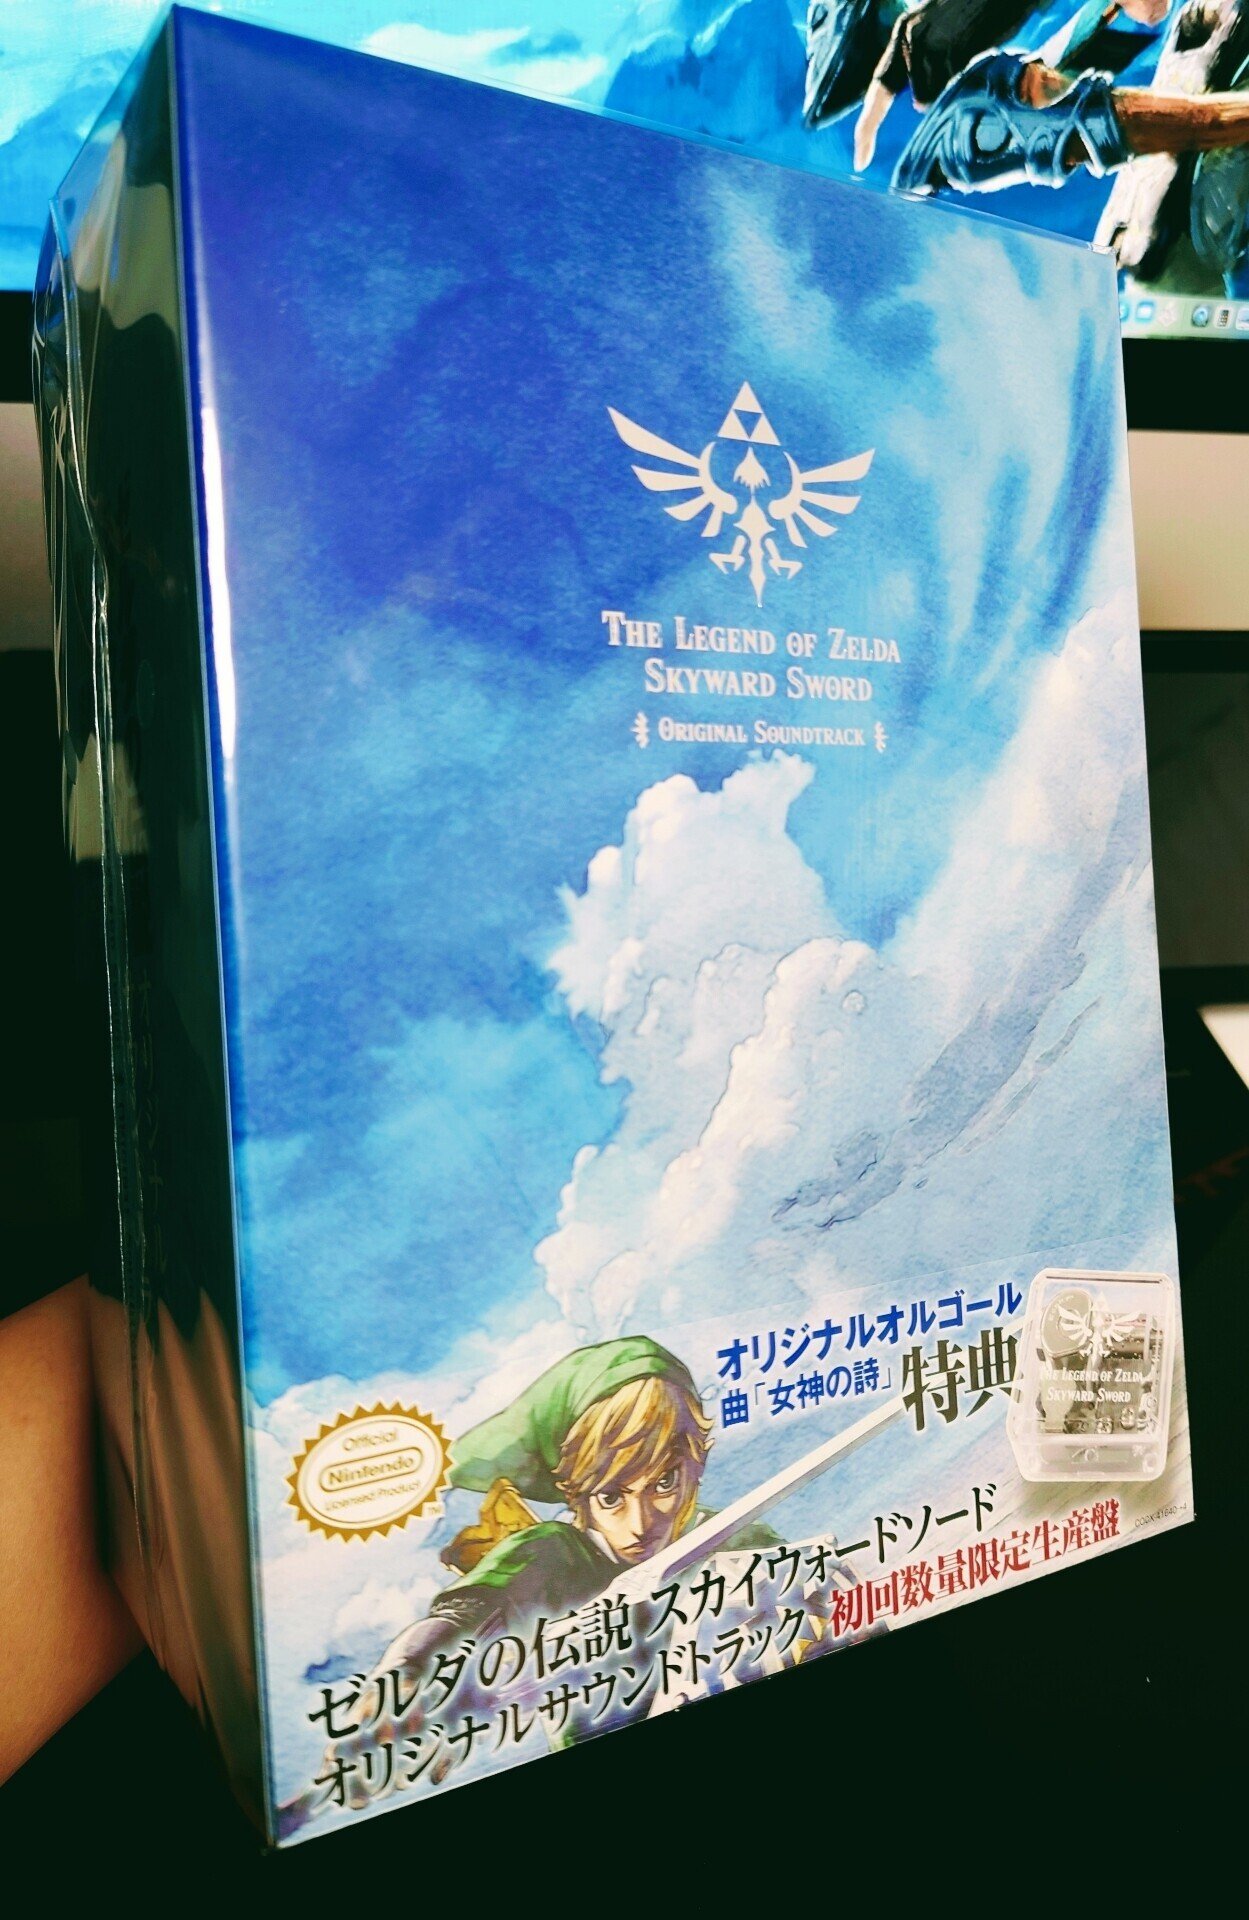 THE LEGEND OF ZELDA
SKYWARD SWORD
ORIGINAL SOUNDTRACK
オリジナルオルゴール
曲「女神の詩」特典
THE LEGEND OF ZELDA
SKYWARD SWORD
Official
Nintendo
Licensed Product
TM
ゼルダの伝説 スカイウォードソード
オリジナルサウンドトラック 初回数量限定生産盤